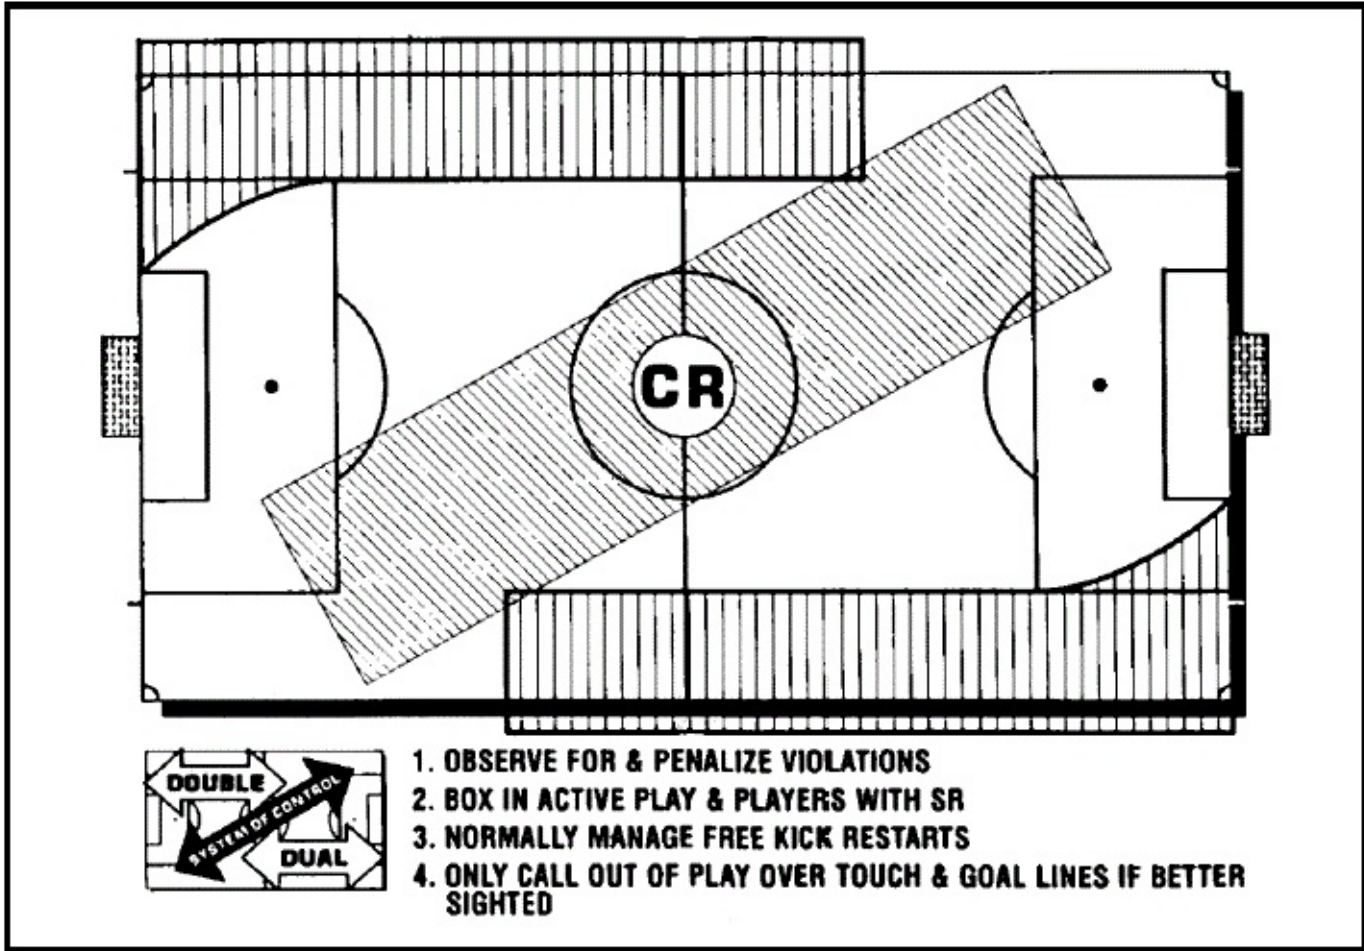 CR
DOUBLE
SYSTEM OF CONTROL
DUAL
1. OBSERVE FOR & PENALIZE VIOLATIONS
2. BOX IN ACTIVE PLAY & PLAYERS WITH SR
3. NORMALLY MANAGE FREE KICK RESTARTS
4. ONLY CALL OUT OF PLAY OVER TOUCH & GOAL LINES IF BETTER
SIGHTED